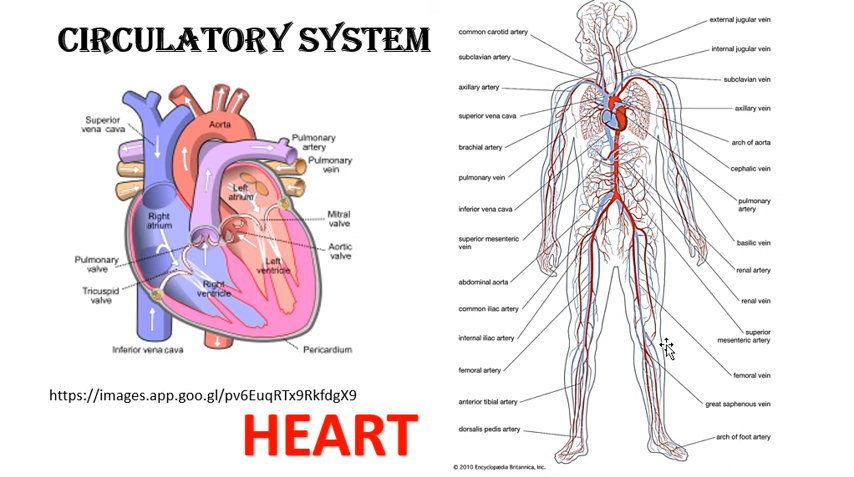 CIRCULATORY SYSTEM
Superior
vena cava
Aorta
Pulmonary
artery
Pulmonary
vein
Left
atrium
Right
atrium
Mitral
valve
Aortic
valve
Pulmonary
valve
Left
ventricle
Right
ventricle
Tricuspid
valve
Inferior vena cava
Pericardium
https://images.app.goo.gl/pv6EuqRTx9RkfdgX9
HEART
common carotid artery
subclavian artery
axillary artery
superior vena cava
brachial artery
pulmonary vein
inferior vena cava
superior mesenteric
vein
abdominal aorta
common iliac artery
internal iliac artery
femoral artery
anterior tibial artery
dorsalis pedis artery
external jugular vein
internal jugular vein
subclavian vein
axillary vein
arch of aorta
cephalic vein
pulmonary
artery
basilic vein
renal artery
renal vein
superior
mesenteric artery
femoral vein
great saphenous vein
arch of foot artery
© 2010 Encyclopædia Britannica, Inc.